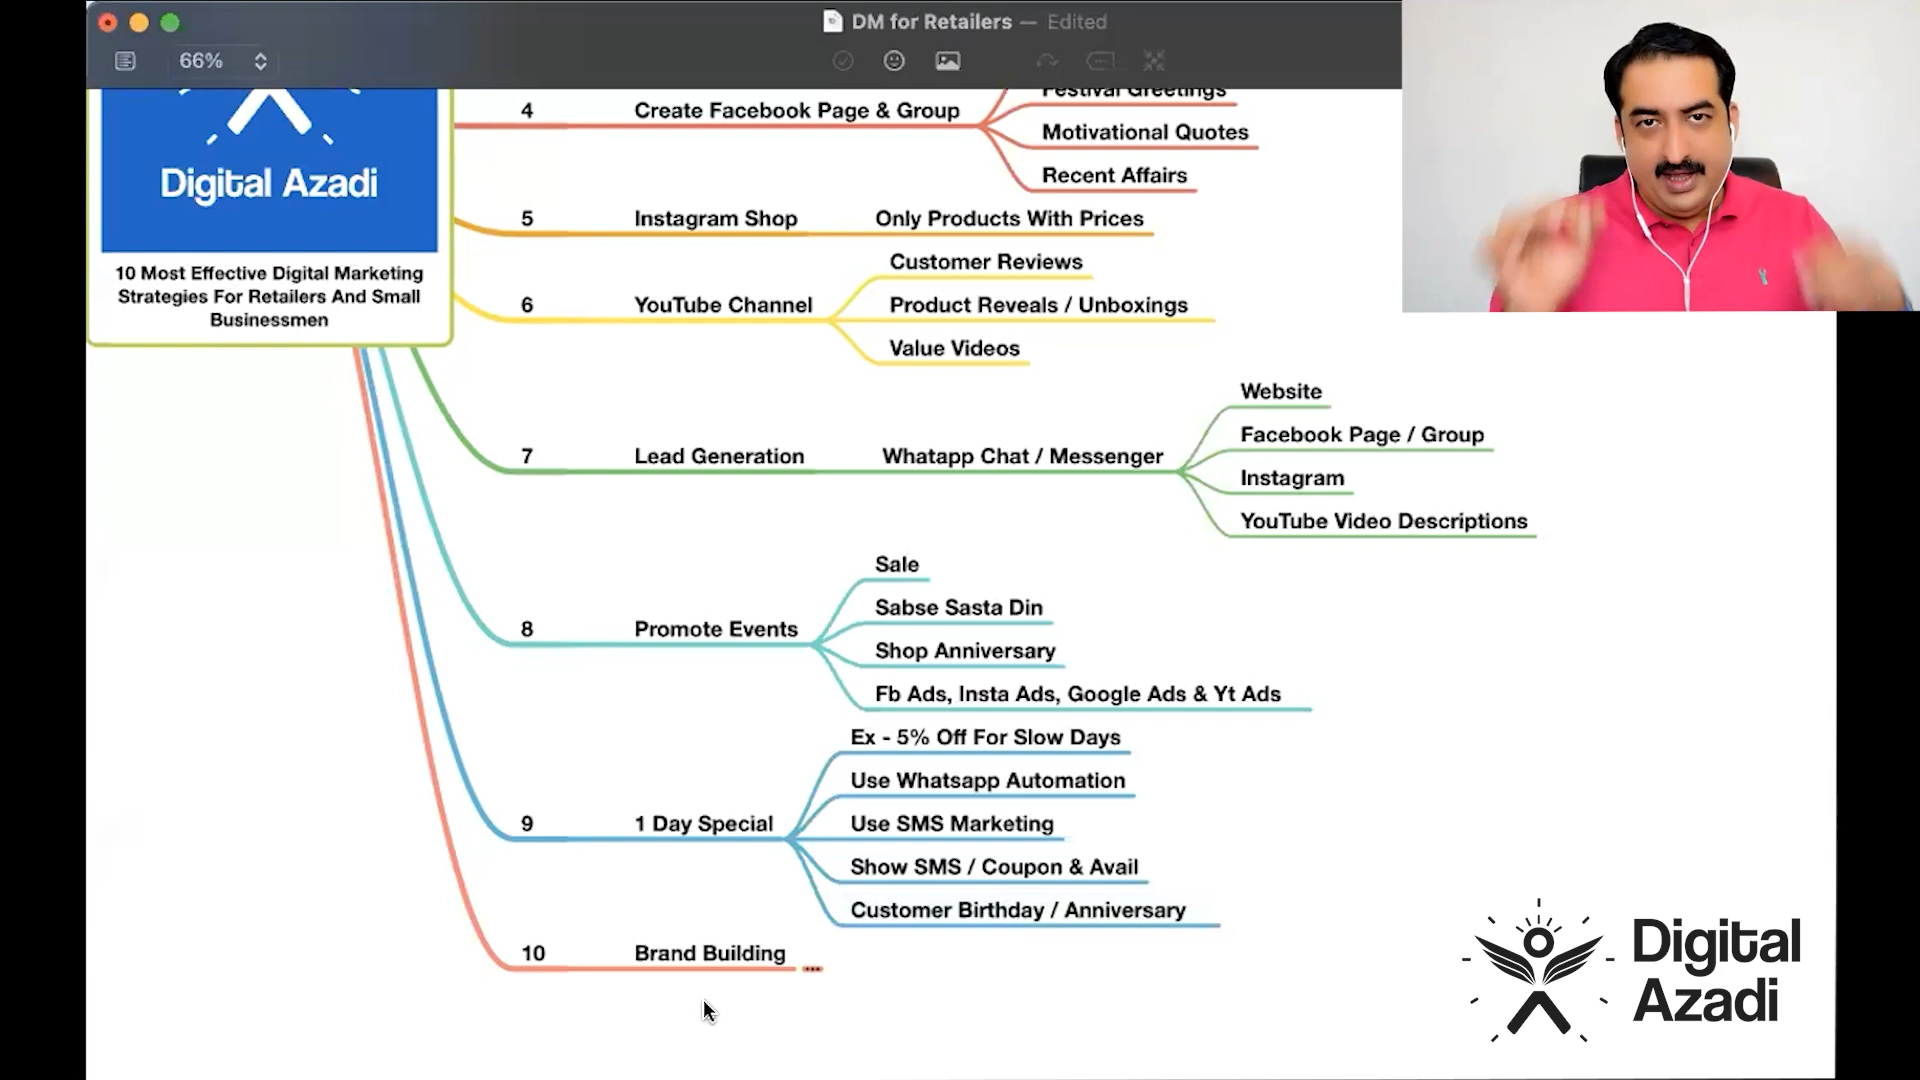 DM for Retailers — Edited
66%
Digital Azadi
10 Most Effective Digital Marketing
Strategies For Retailers And Small
Businessmen
4 Create Facebook Page & Group
Festival Greetings
Motivational Quotes
Recent Affairs
5 Instagram Shop Only Products With Prices
6 YouTube Channel
Customer Reviews
Product Reveals / Unboxings
Value Videos
7 Lead Generation Whatapp Chat / Messenger
Website
Facebook Page / Group
Instagram
YouTube Video Descriptions
8 Promote Events
Sale
Sabse Sasta Din
Shop Anniversary
Fb Ads, Insta Ads, Google Ads & Yt Ads
9 1 Day Special
Ex - 5% Off For Slow Days
Use Whatsapp Automation
Use SMS Marketing
Show SMS / Coupon & Avail
Customer Birthday / Anniversary
10 Brand Building
Digital
Azadi